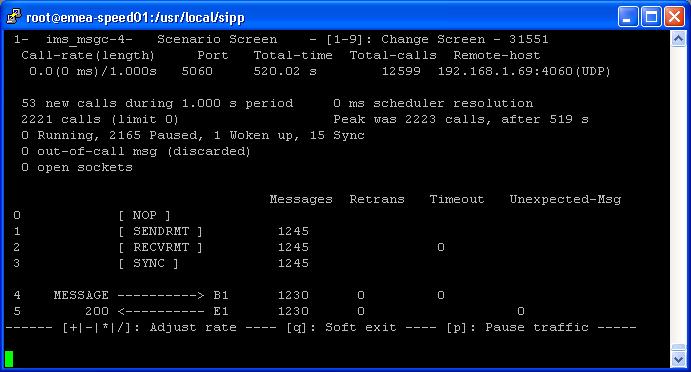 root@emea-speed01:/usr/local/sipp
1-  ims_msgc-4-   Scenario Screen - [1-9]: Change Screen - 31551
Call-rate(length)     Port   Total-time  Total-calls  Remote-host
0.0(0 ms)/1.000s   5060     520.02 s        12599  192.168.1.69:4060(UDP)
53 new calls during 1.000 s period     0 ms scheduler resolution
2221 calls (limit 0)                   Peak was 2223 calls, after 519 s
0 Running, 2165 Paused, 1 Woken up, 15 Sync
0 out-of-call msg (discarded)
0 open sockets
Messages  Retrans   Timeout   Unexpected-Msg
0            [ NOP ]
1            [ SENDRMT ]         1245
2            [ RECVRMT ]         1245                0
3            [ SYNC ]            1245
4    MESSAGE ----------> B1      1230      0         0
5        200 <---------- E1      1230      0                   0
------ [+|-|*|/]: Adjust rate ---- [q]: Soft exit ---- [p]: Pause traffic -----